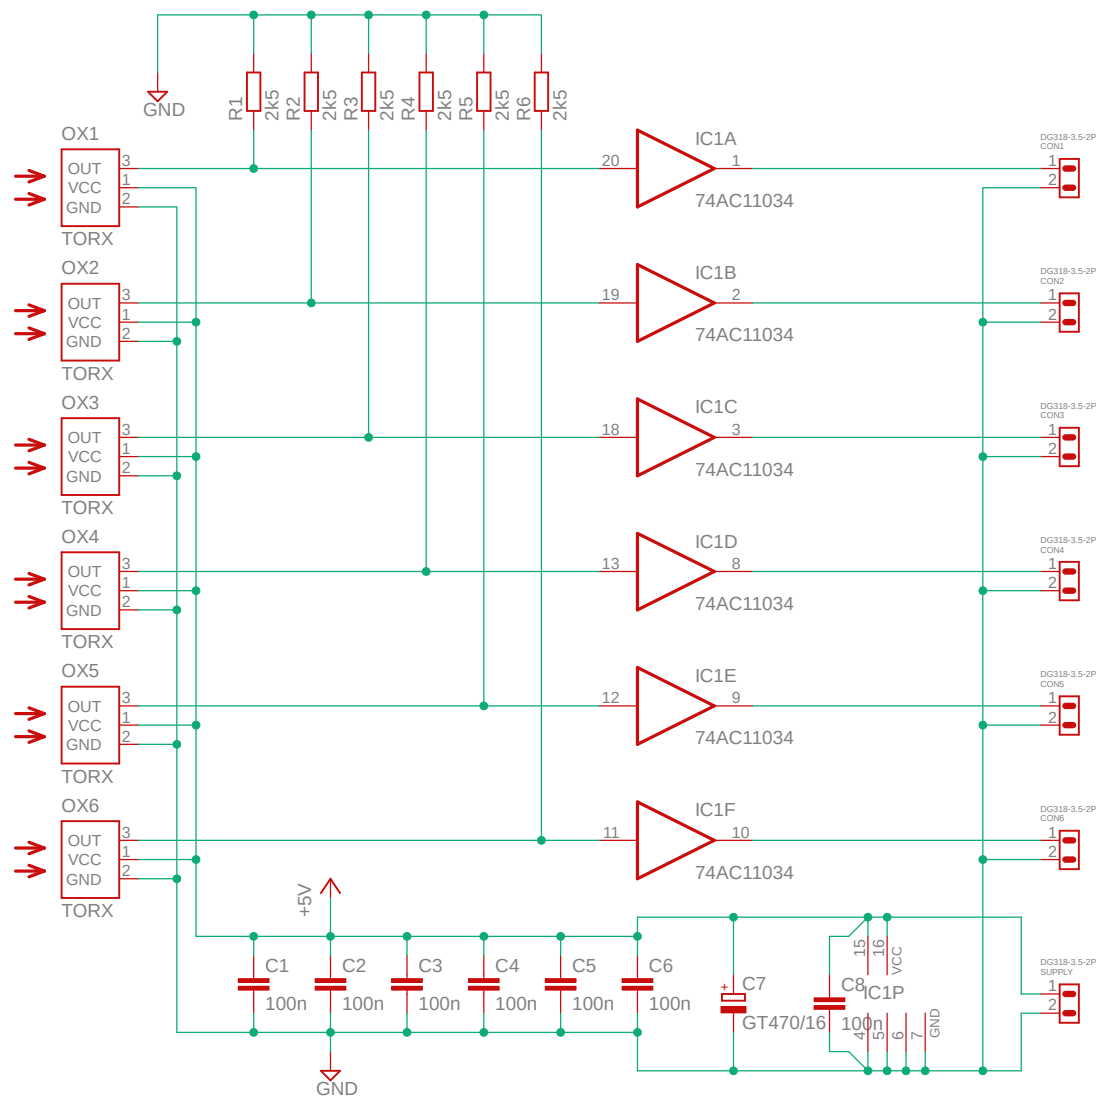 GND
R1
2k5
R2
2k5
R3
2k5
R4
2k5
R5
2k5
R6
2k5
OX1
OUT 3
VCC 1
GND 2
TORX
20
IC1A
1
74AC11034
DG318-3.5-2P
CON1
1
2
OX2
OUT 3
VCC 1
GND 2
TORX
19
IC1B
2
74AC11034
DG318-3.5-2P
CON2
1
2
OX3
OUT 3
VCC 1
GND 2
TORX
18
IC1C
3
74AC11034
DG318-3.5-2P
CON3
1
2
OX4
OUT 3
VCC 1
GND 2
TORX
13
IC1D
8
74AC11034
DG318-3.5-2P
CON4
1
2
OX5
OUT 3
VCC 1
GND 2
TORX
12
IC1E
9
74AC11034
DG318-3.5-2P
CON5
1
2
OX6
OUT 3
VCC 1
GND 2
TORX
11
IC1F
10
74AC11034
DG318-3.5-2P
CON6
1
2
+5V
C1
100n
C2
100n
C3
100n
C4
100n
C5
100n
C6
100n
+
C7
GT470/16
C8
100n
15
16
VCC
IC1P
4
5
6
7
GND
DG318-3.5-2P
SUPPLY
1
2
GND